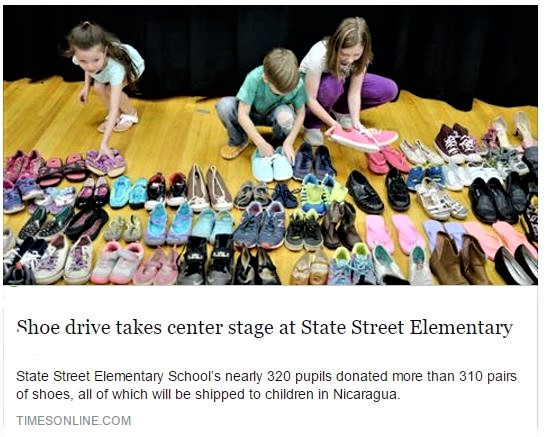 Shoe drive takes center stage at State Street Elementary
State Street Elementary School's nearly 320 pupils donated more than 310 pairs
of shoes, all of which will be shipped to children in Nicaragua.
TIMESONLINE.COM